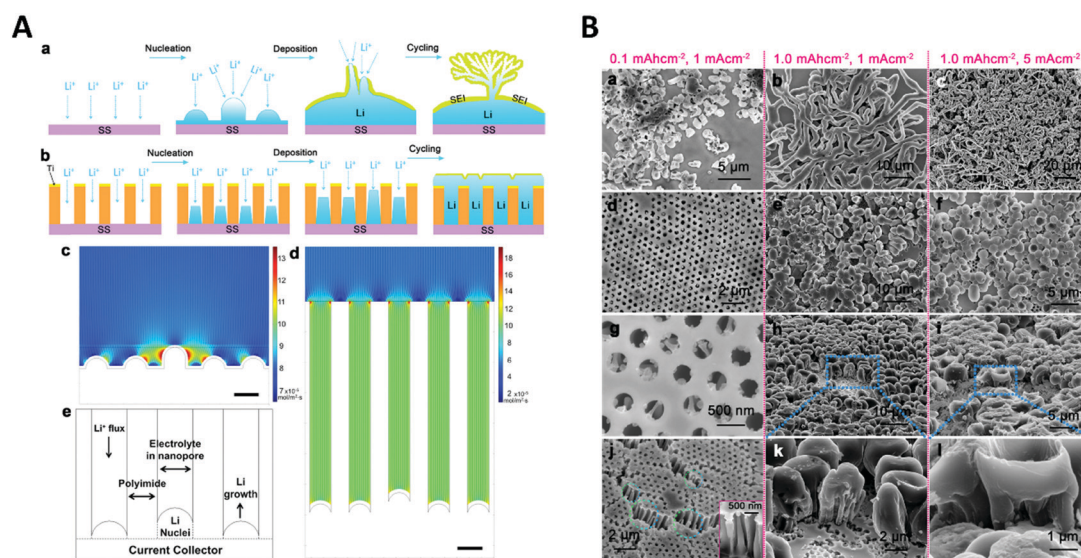 A
a
Nucleation
Deposition
Cycling
Li⁺ Li⁺ Li⁺ Li⁺
Li⁺ Li⁺ Li⁺ Li⁺ Li⁺
Li⁺
Li
SEI SEI
Li
SS SS SS SS
b
Nucleation
Deposition
Cycling
Ti
Li⁺ Li⁺ Li⁺ Li⁺
Li⁺ Li⁺ Li⁺ Li⁺
Li⁺ Li⁺ Li⁺ Li⁺
Li Li Li Li
SS SS SS SS
c
13
12
11
10
9
8
7 x10⁻⁵
mol/m²·s
d
18
16
14
12
10
8
6
4
2 x10⁻⁵
mol/m²·s
e
Li⁺ flux
Electrolyte
in nanopore
Polyimide
Li
growth
Li
Nuclei
Current Collector
B
0.1 mAhcm⁻², 1 mAcm⁻² 1.0 mAhcm⁻², 1 mAcm⁻² 1.0 mAhcm⁻², 5 mAcm⁻²
a b c
5 μm 10 μm 20 μm
d e f
2 μm 10 μm 5 μm
g h i
500 nm 10 μm 5 μm
j k l
500 nm
2 μm 2 μm 1 μm